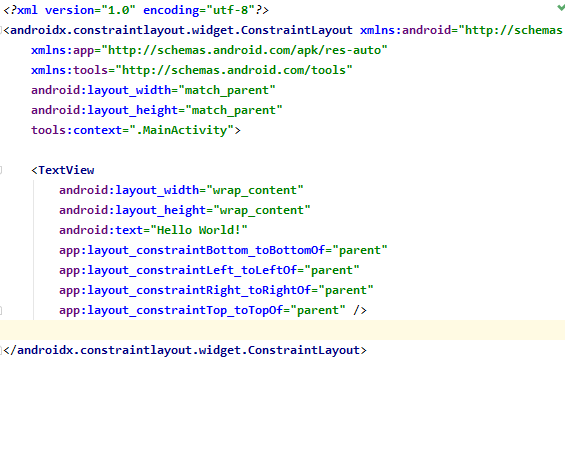 <?xml version="1.0" encoding="utf-8"?>
<androidx.constraintlayout.widget.ConstraintLayout xmlns:android="http://schemas
xmlns:app="http://schemas.android.com/apk/res-auto"
xmlns:tools="http://schemas.android.com/tools"
android:layout_width="match_parent"
android:layout_height="match_parent"
tools:context=".MainActivity">
<TextView
android:layout_width="wrap_content"
android:layout_height="wrap_content"
android:text="Hello World!"
app:layout_constraintBottom_toBottomOf="parent"
app:layout_constraintLeft_toLeftOf="parent"
app:layout_constraintRight_toRightOf="parent"
app:layout_constraintTop_toTopOf="parent" />
</androidx.constraintlayout.widget.ConstraintLayout>